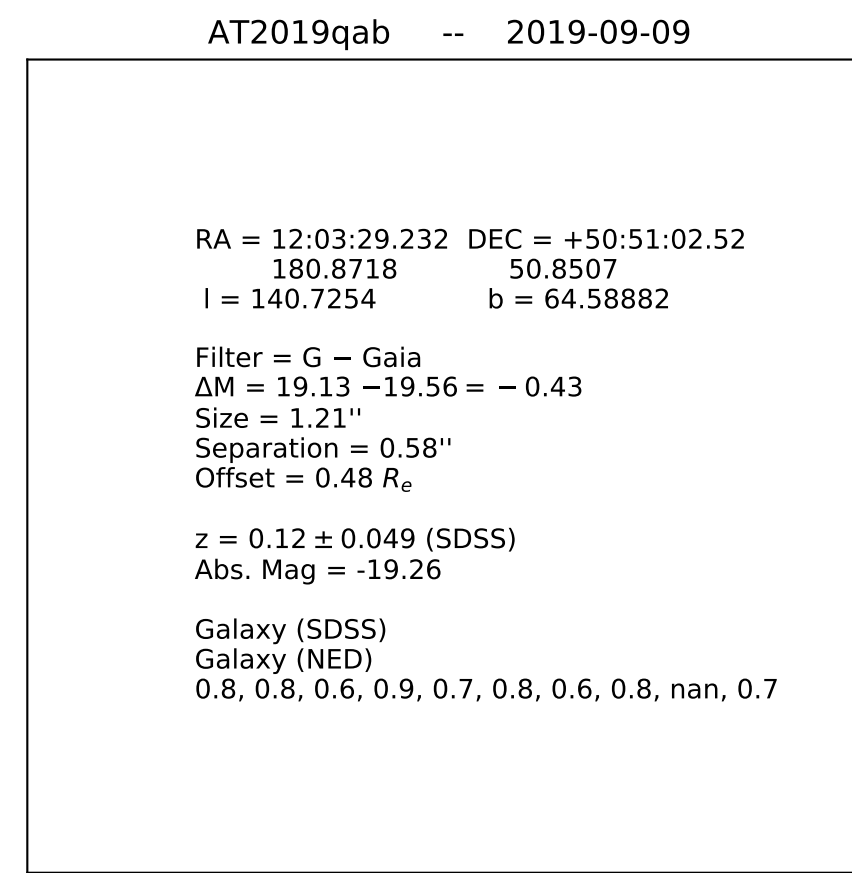 AT2019qab -- 2019-09-09
RA = 12:03:29.232 DEC = +50:51:02.52
180.8718 50.8507
l = 140.7254 b = 64.58882
Filter = G − Gaia
ΔM = 19.13 −19.56 = − 0.43
Size = 1.21''
Separation = 0.58''
Offset = 0.48 Rₑ
z = 0.12 ± 0.049 (SDSS)
Abs. Mag = -19.26
Galaxy (SDSS)
Galaxy (NED)
0.8, 0.8, 0.6, 0.9, 0.7, 0.8, 0.6, 0.8, nan, 0.7